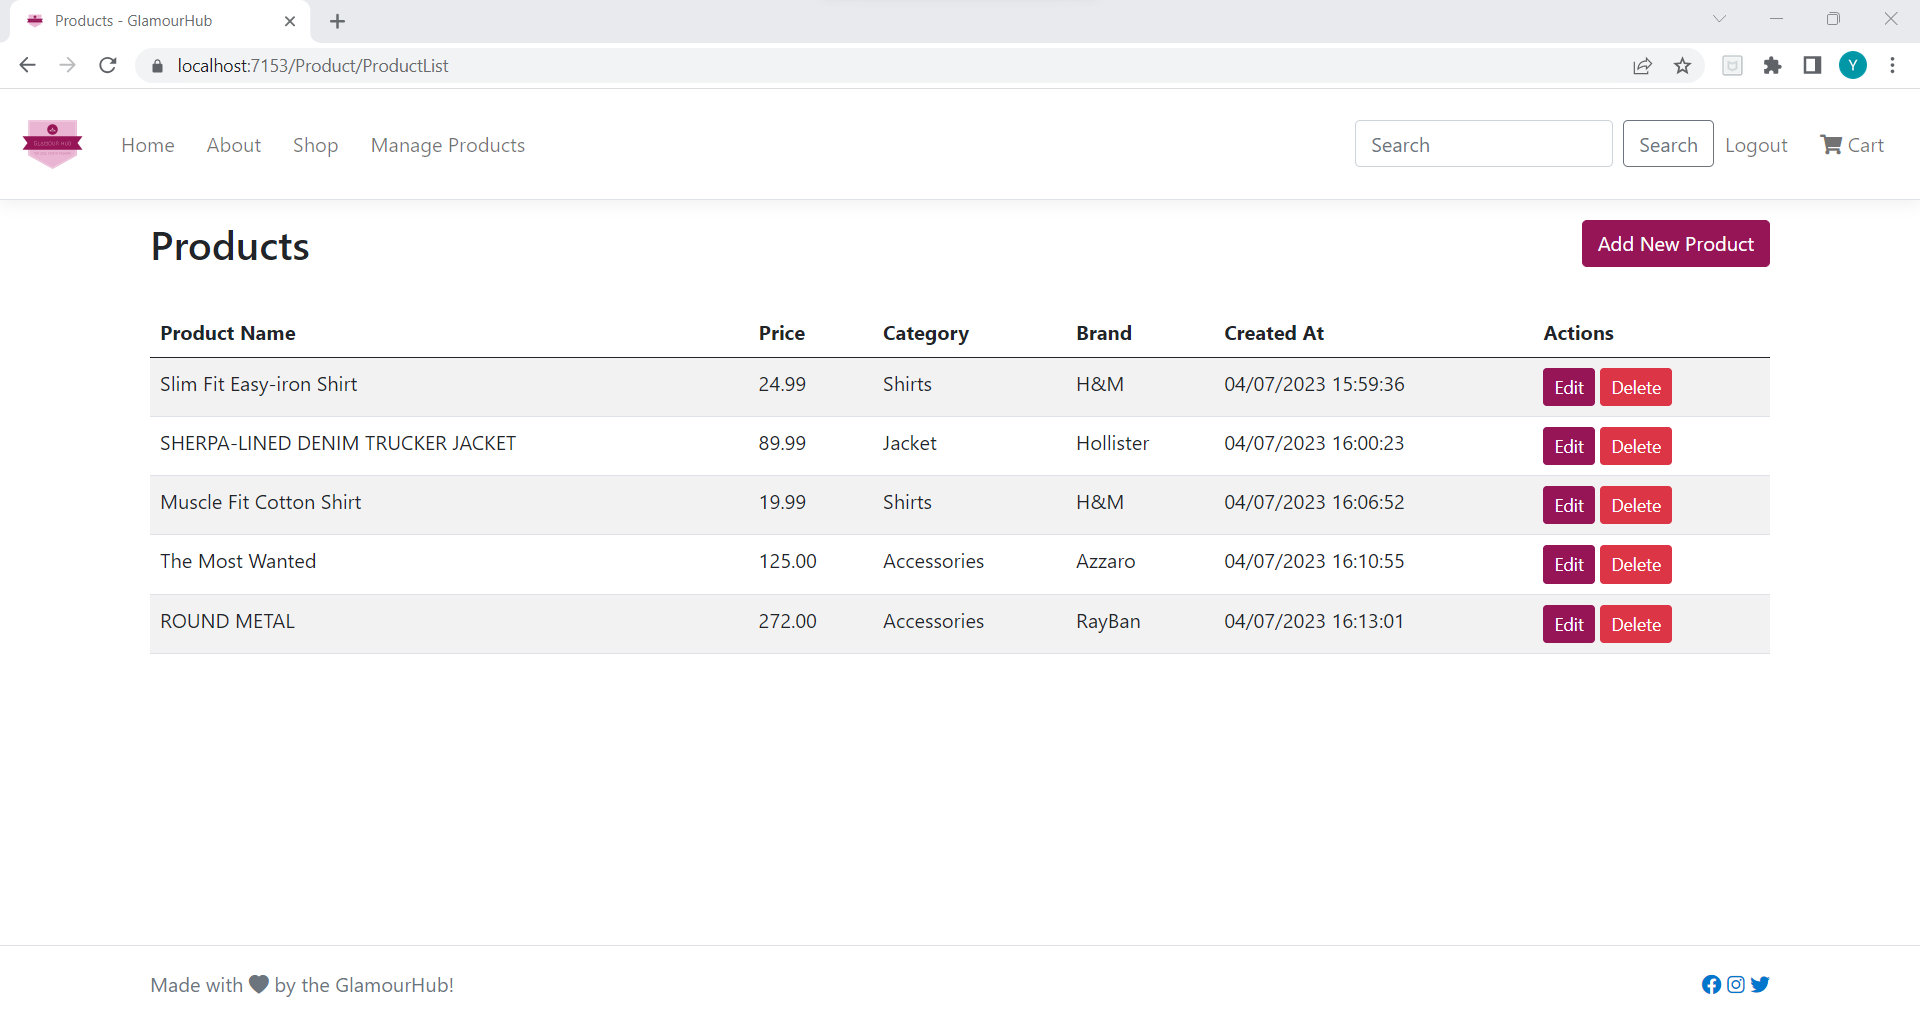 Products - GlamourHub
localhost:7153/Product/ProductList
Y
Home About Shop Manage Products Search Search Logout Cart
Products
Add New Product
Product Name Price Category Brand Created At Actions
Slim Fit Easy-iron Shirt 24.99 Shirts H&M 04/07/2023 15:59:36 Edit Delete
SHERPA-LINED DENIM TRUCKER JACKET 89.99 Jacket Hollister 04/07/2023 16:00:23 Edit Delete
Muscle Fit Cotton Shirt 19.99 Shirts H&M 04/07/2023 16:06:52 Edit Delete
The Most Wanted 125.00 Accessories Azzaro 04/07/2023 16:10:55 Edit Delete
ROUND METAL 272.00 Accessories RayBan 04/07/2023 16:13:01 Edit Delete
Made with by the GlamourHub!